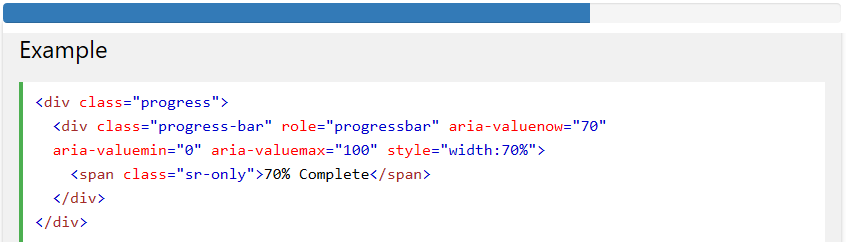 Example
<div class="progress">
<div class="progress-bar" role="progressbar" aria-valuenow="70"
aria-valuemin="0" aria-valuemax="100" style="width:70%">
<span class="sr-only">70% Complete</span>
</div>
</div>